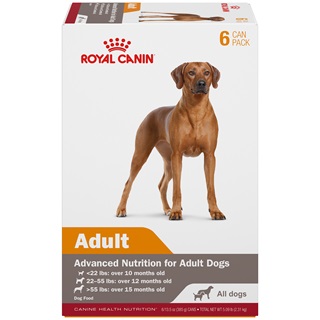 ROYAL CANIN
6 CAN
PACK
Adult
Advanced Nutrition for Adult Dogs
<22 lbs: over 10 months old
22–55 lbs: over 12 months old
>55 lbs: over 15 months old
Dog Food
All dogs
CANINE HEALTH NUTRITION